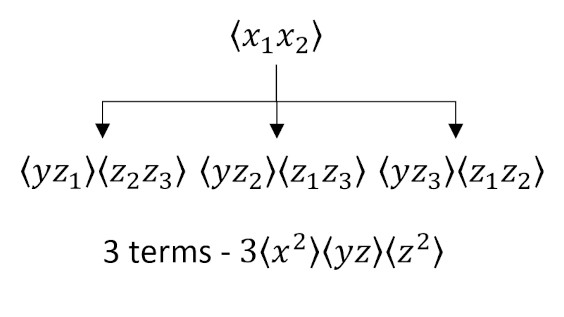 ⟨x₁x₂⟩
⟨yz₁⟩⟨z₂z₃⟩ ⟨yz₂⟩⟨z₁z₃⟩ ⟨yz₃⟩⟨z₁z₂⟩
3 terms - 3⟨x²⟩⟨yz⟩⟨z²⟩